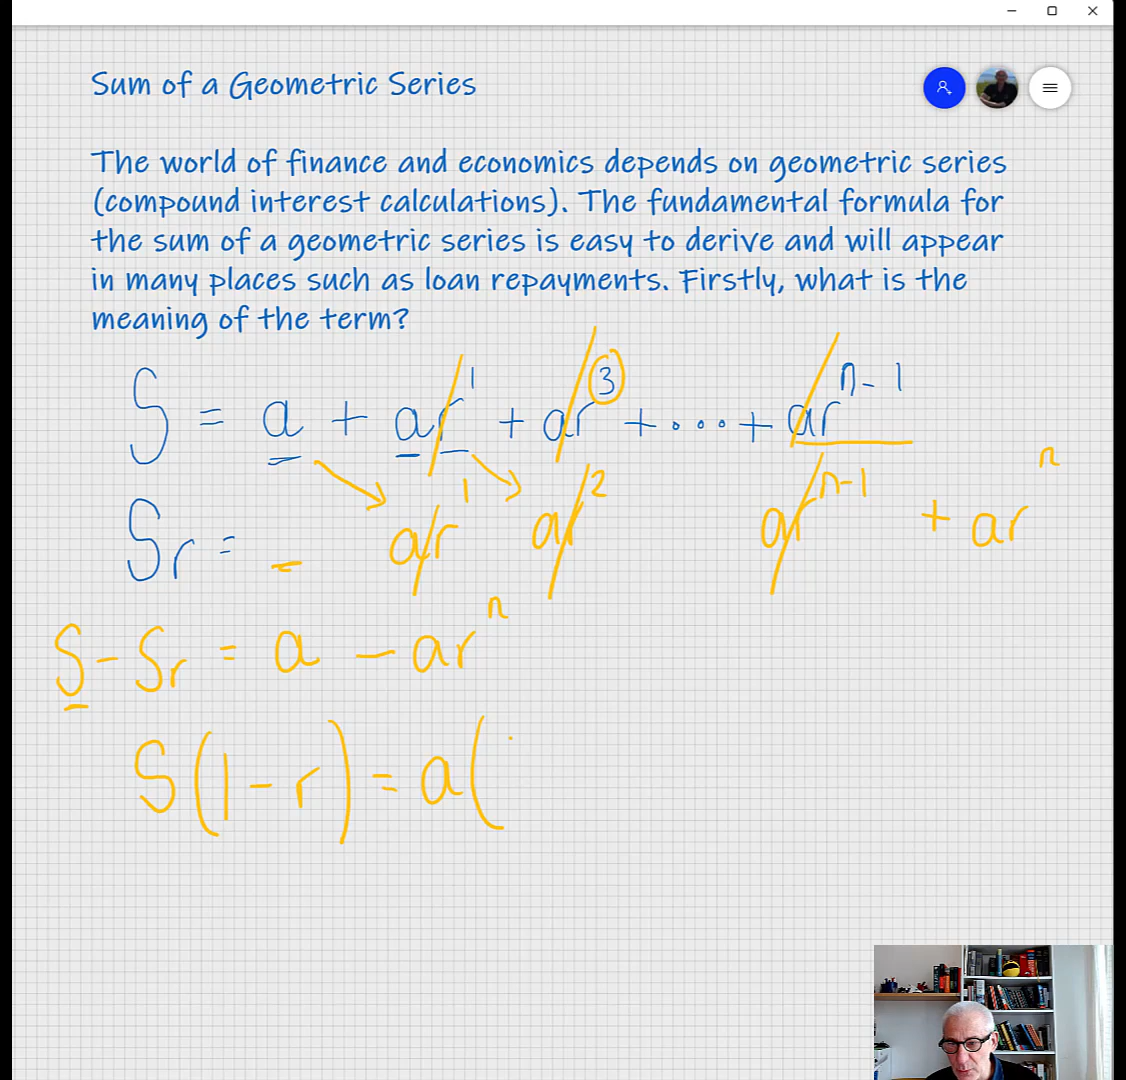 Sum of a Geometric Series
The world of finance and economics depends on geometric series
(compound interest calculations). The fundamental formula for
the sum of a geometric series is easy to derive and will appear
in many places such as loan repayments. Firstly, what is the
meaning of the term?
S = a + ar¹ + ar³ + ... + arⁿ⁻¹
Sr = ar¹ ar² arⁿ⁻¹ + arⁿ
S - Sr = a - arⁿ
S(1 - r) = a(